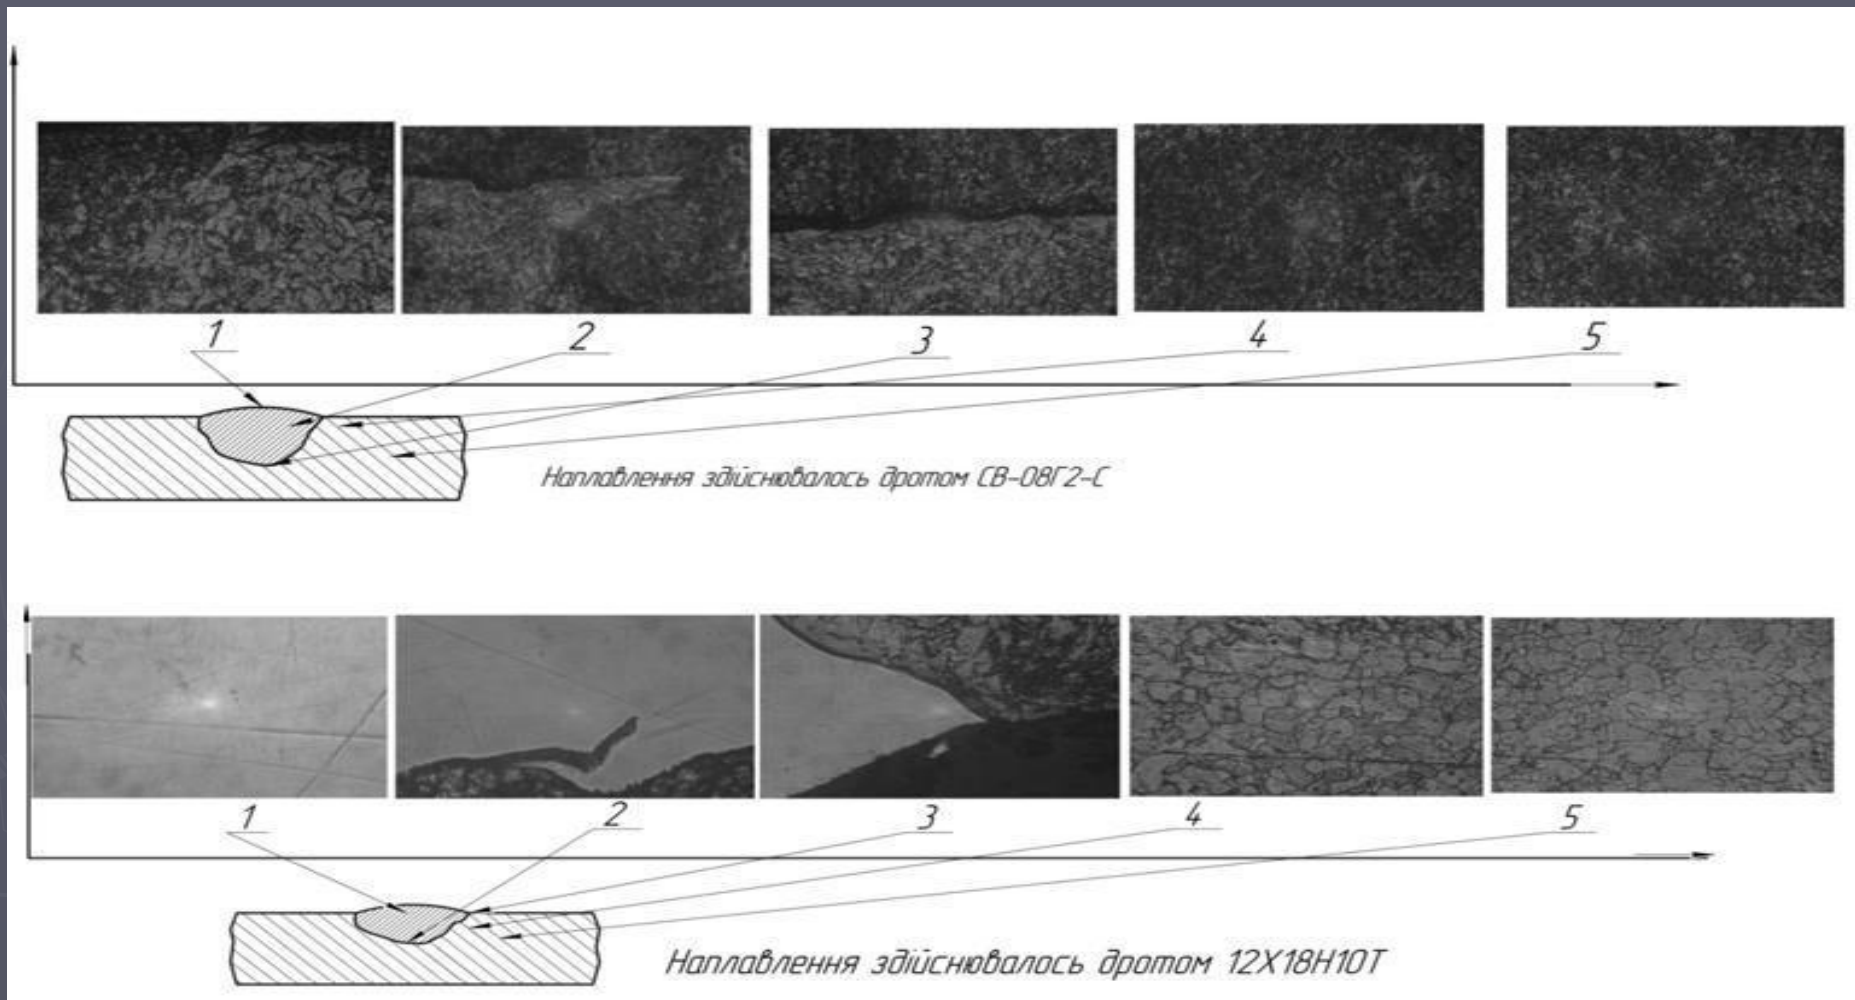 1 2 3 4 5
Наплавлення здійснювалось дротом СВ-08Г2-С
1 2 3 4 5
Наплавлення здійснювалось дротом 12Х18Н10Т